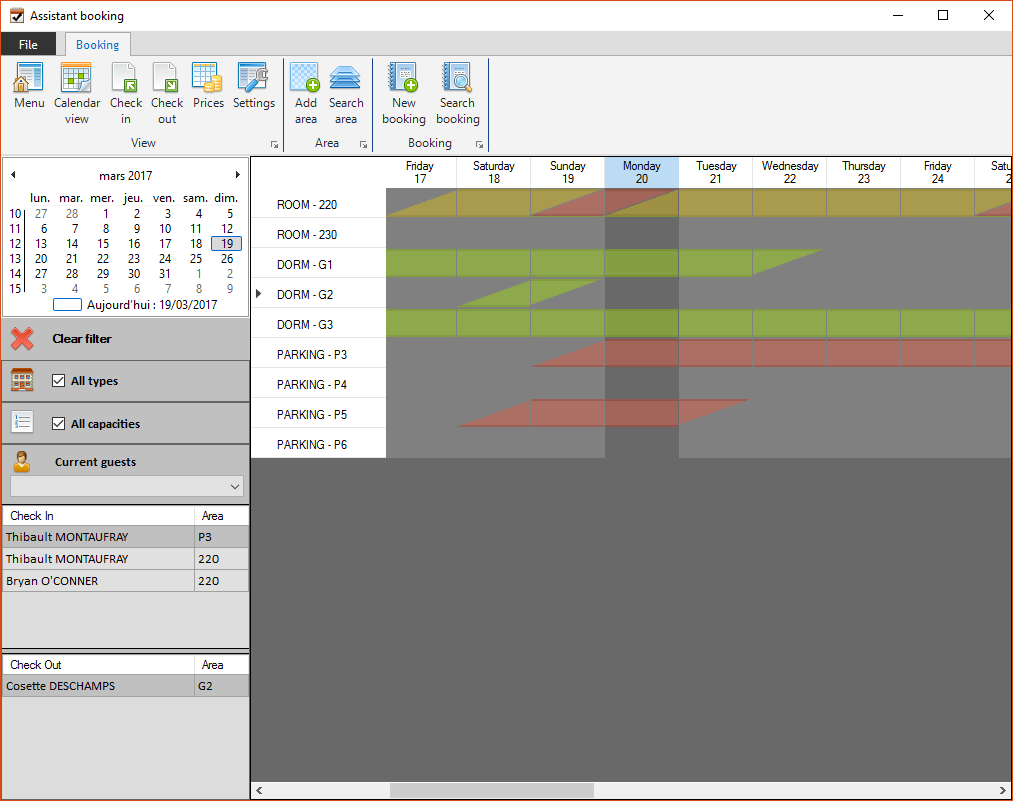 Assistant booking
File Booking
Menu Calendar view Check in Check out Prices Settings Add area Search area New booking Search booking
View Area Booking
mars 2017
lun. mar. mer. jeu. ven. sam. dim.
10 27 28 1 2 3 4 5
11 6 7 8 9 10 11 12
12 13 14 15 16 17 18 19
13 20 21 22 23 24 25 26
14 27 28 29 30 31 1 2
15 3 4 5 6 7 8 9
Aujourd'hui : 19/03/2017
Clear filter
All types
All capacities
Current guests
Check In Area
Thibault MONTAUFRAY P3
Thibault MONTAUFRAY 220
Bryan O'CONNER 220
Check Out Area
Cosette DESCHAMPS G2
Friday Saturday Sunday Monday Tuesday Wednesday Thursday Friday Satu
17 18 19 20 21 22 23 24 2
ROOM - 220
ROOM - 230
DORM - G1
DORM - G2
DORM - G3
PARKING - P3
PARKING - P4
PARKING - P5
PARKING - P6